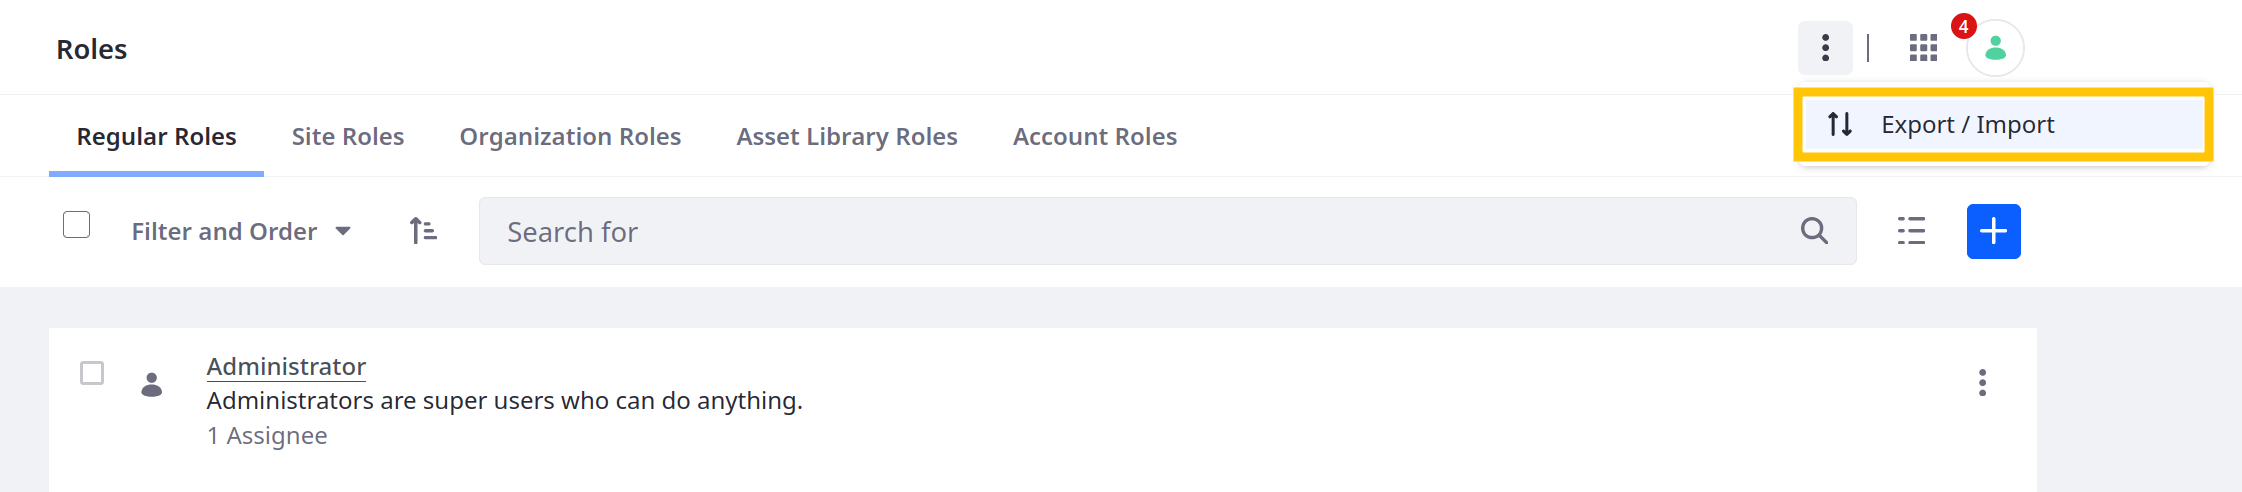 Roles
4
Export / Import
Regular Roles
Site Roles
Organization Roles
Asset Library Roles
Account Roles
Filter and Order
Search for
Administrator
Administrators are super users who can do anything.
1 Assignee